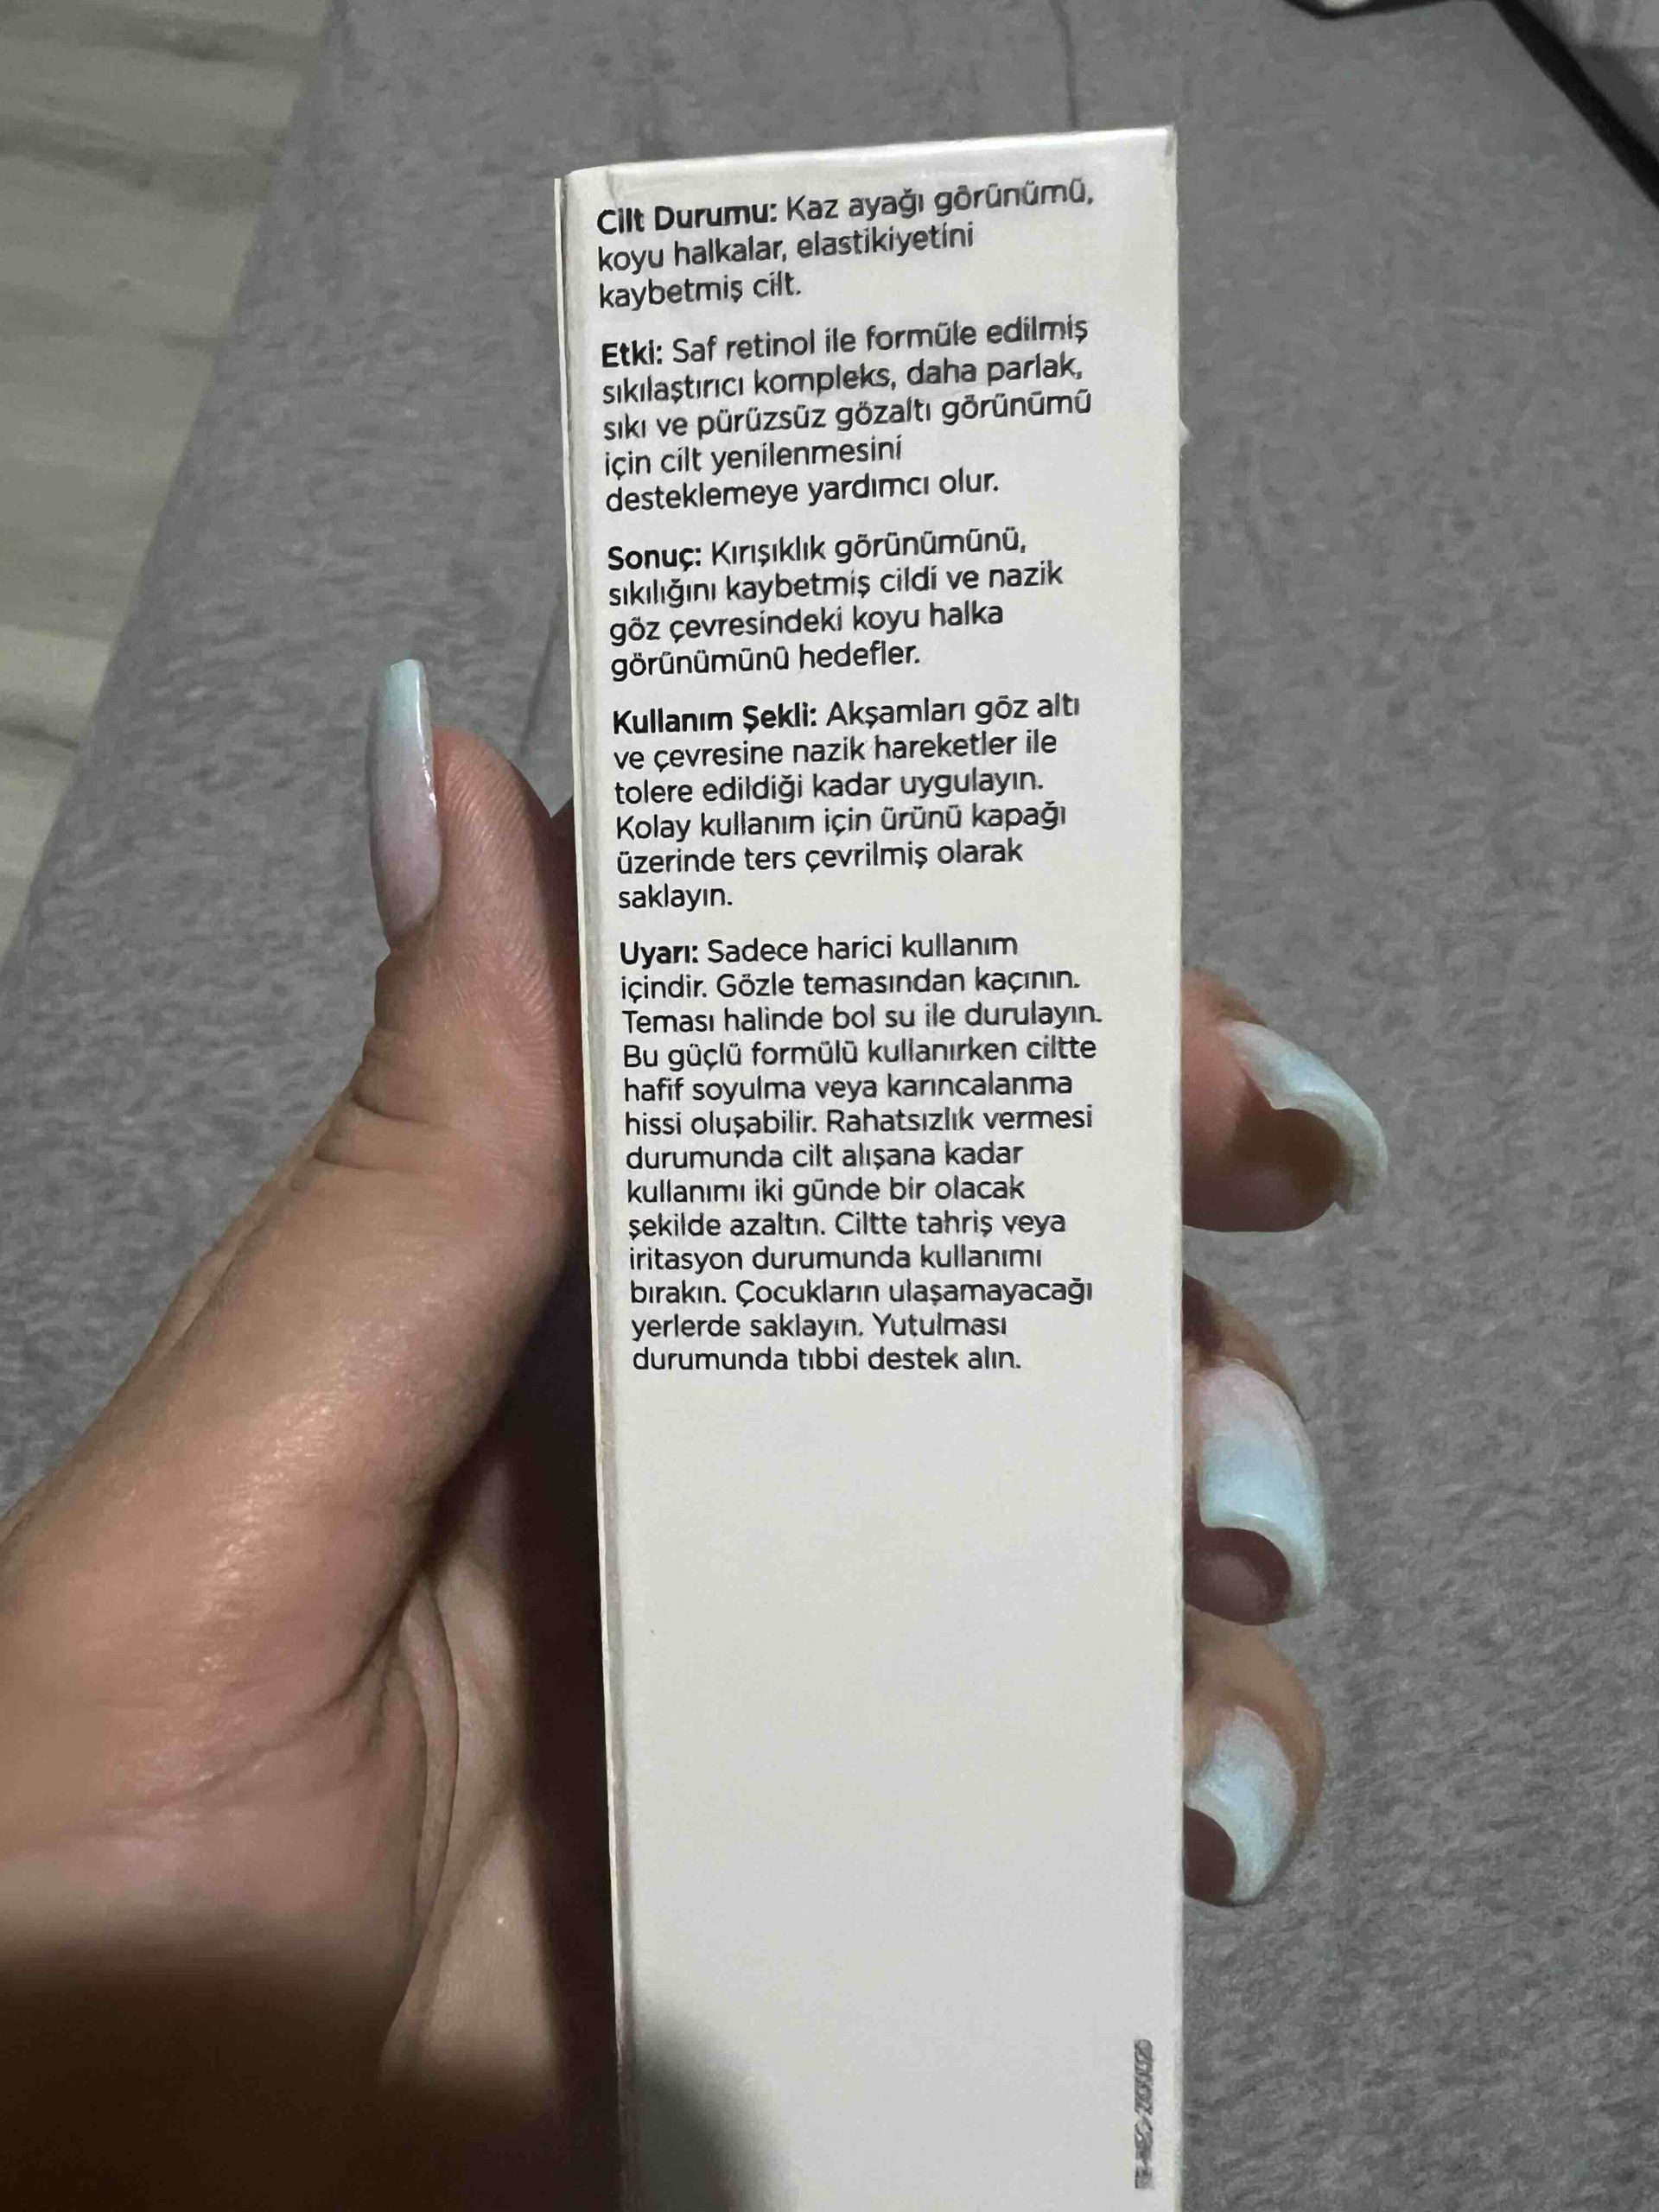 Cilt Durumu: Kaz ayağı görünümü,
koyu halkalar, elastikiyetini
kaybetmiş cilt.
Etki: Saf retinol ile formüle edilmiş
sıkılaştırıcı kompleks, daha parlak,
sıkı ve pürüzsüz gözaltı görünümü
için cilt yenilenmesini
desteklemeye yardımcı olur.
Sonuç: Kırışıklık görünümünü,
sıkılığını kaybetmiş cildi ve nazik
göz çevresindeki koyu halka
görünümünü hedefler.
Kullanım Şekli: Akşamları göz altı
ve çevresine nazik hareketler ile
tolere edildiği kadar uygulayın.
Kolay kullanım için ürünü kapağı
üzerinde ters çevrilmiş olarak
saklayın.
Uyarı: Sadece harici kullanım
içindir. Gözle temasından kaçının.
Teması halinde bol su ile durulayın.
Bu güçlü formülü kullanırken ciltte
hafif soyulma veya karıncalanma
hissi oluşabilir. Rahatsızlık vermesi
durumunda cilt alışana kadar
kullanımı iki günde bir olacak
şekilde azaltın. Ciltte tahriş veya
iritasyon durumunda kullanımı
bırakın. Çocukların ulaşamayacağı
yerlerde saklayın. Yutulması
durumunda tıbbi destek alın.